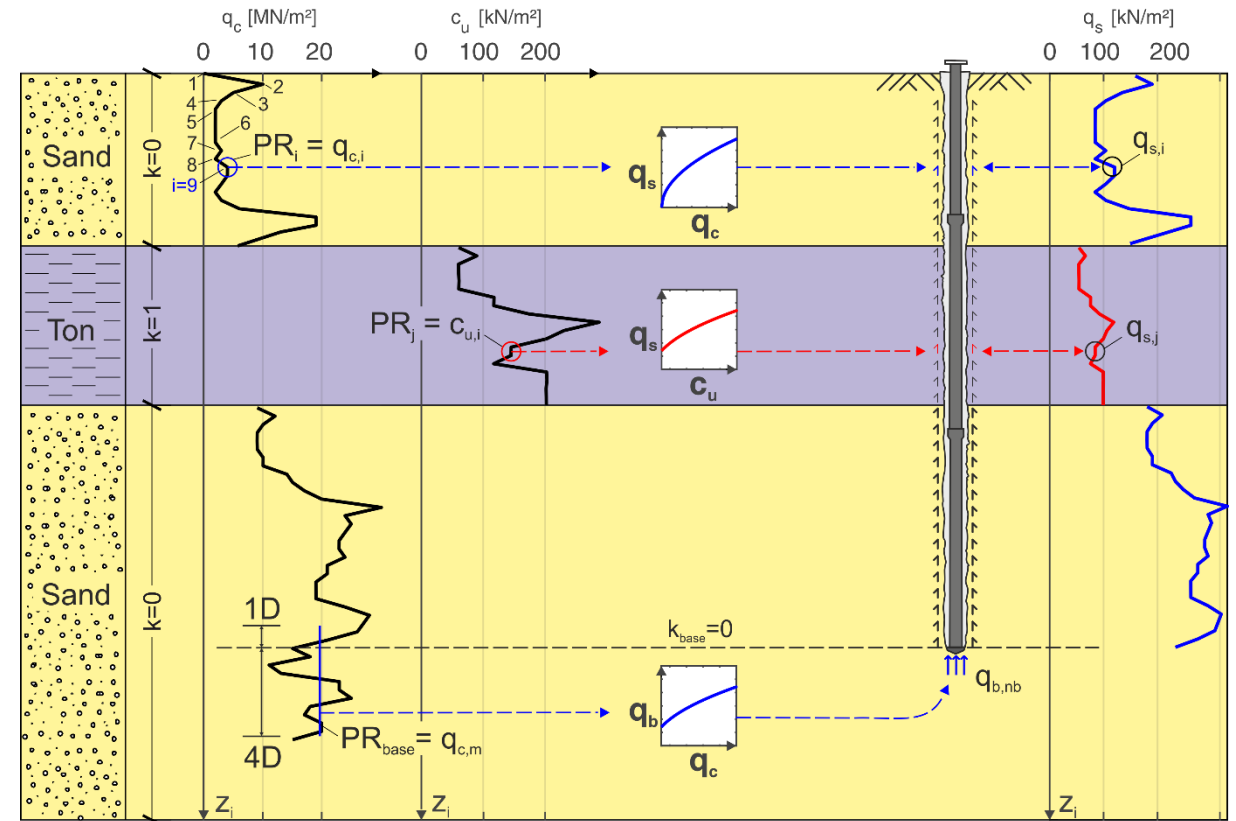 q_c [MN/m²]
c_u [kN/m²]
q_s [kN/m²]
0 10 20
0 100 200
0 100 200
1
2
3
4
5
6
7
8
i=9
Sand
k=0
PR_i = q_c,i
q_s
q_c
q_s,i
Ton
k=1
PR_j = c_u,i
q_s
c_u
q_s,j
Sand
k=0
1D
k_base=0
q_b,nb
q_b
q_c
4D
PR_base = q_c,m
z_i
z_i
z_i